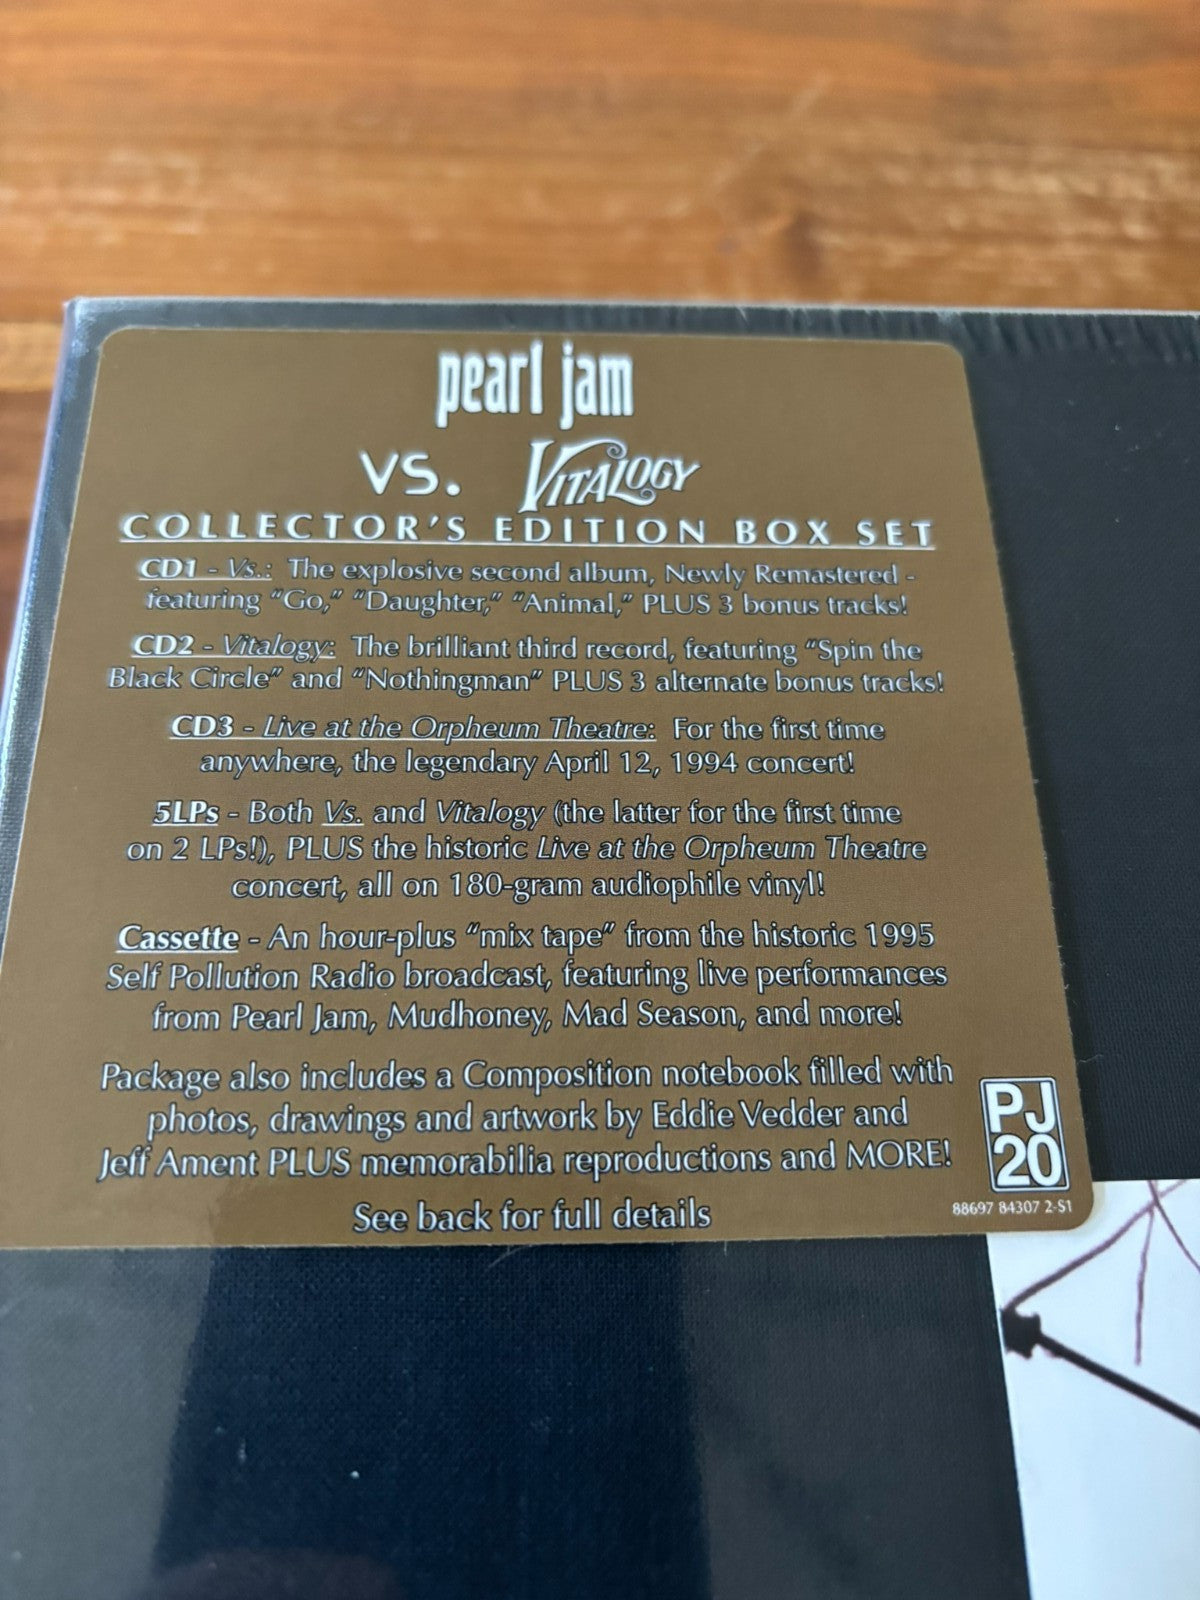 pearl jam
vs. VITALOGY
COLLECTOR'S EDITION BOX SET
CD1 - Vs.: The explosive second album, Newly Remastered -
featuring "Go," "Daughter," "Animal," PLUS 3 bonus tracks!
CD2 - Vitalogy: The brilliant third record, featuring "Spin the
Black Circle" and "Nothingman" PLUS 3 alternate bonus tracks!
CD3 - Live at the Orpheum Theatre: For the first time
anywhere, the legendary April 12, 1994 concert!
5LPs - Both Vs. and Vitalogy (the latter for the first time
on 2 LPs!), PLUS the historic Live at the Orpheum Theatre
concert, all on 180-gram audiophile vinyl!
Cassette - An hour-plus "mix tape" from the historic 1995
Self Pollution Radio broadcast, featuring live performances
from Pearl Jam, Mudhoney, Mad Season, and more!
Package also includes a Composition notebook filled with
photos, drawings and artwork by Eddie Vedder and
Jeff Ament PLUS memorabilia reproductions and MORE!
See back for full details
PJ
20
88697 84307 2-S1